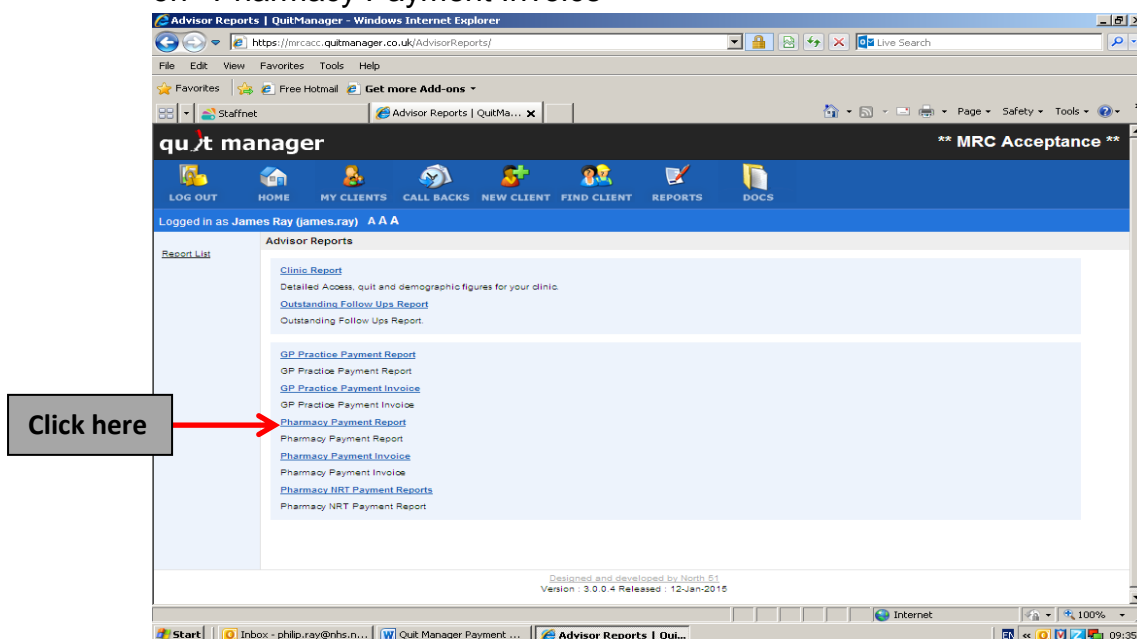 on "Pharmacy Payment Invoice"
Advisor Reports | QuitManager - Windows Internet Explorer
https://mrcacc.quitmanager.co.uk/AdvisorReports/
Live Search
File Edit View Favorites Tools Help
Favorites Free Hotmail Get more Add-ons
Staffnet Advisor Reports | QuitMa... Page Safety Tools
quit manager ** MRC Acceptance **
LOG OUT HOME MY CLIENTS CALL BACKS NEW CLIENT FIND CLIENT REPORTS DOCS
Logged in as James Ray (james.ray) A A A
Report List
Advisor Reports
Clinic Report
Detailed Access, quit and demographic figures for your clinic.
Outstanding Follow Ups Report
Outstanding Follow Ups Report.
GP Practice Payment Report
GP Practice Payment Report
GP Practice Payment Invoice
GP Practice Payment Invoice
Click here
Pharmacy Payment Report
Pharmacy Payment Report
Pharmacy Payment Invoice
Pharmacy Payment Invoice
Pharmacy NRT Payment Reports
Pharmacy NRT Payment Report
Designed and developed by North 51
Version : 3.0.0.4 Released : 12-Jan-2015
Internet 100%
Start Inbox - philip.ray@nhs.n... Quit Manager Payment ... Advisor Reports | Qui... EN